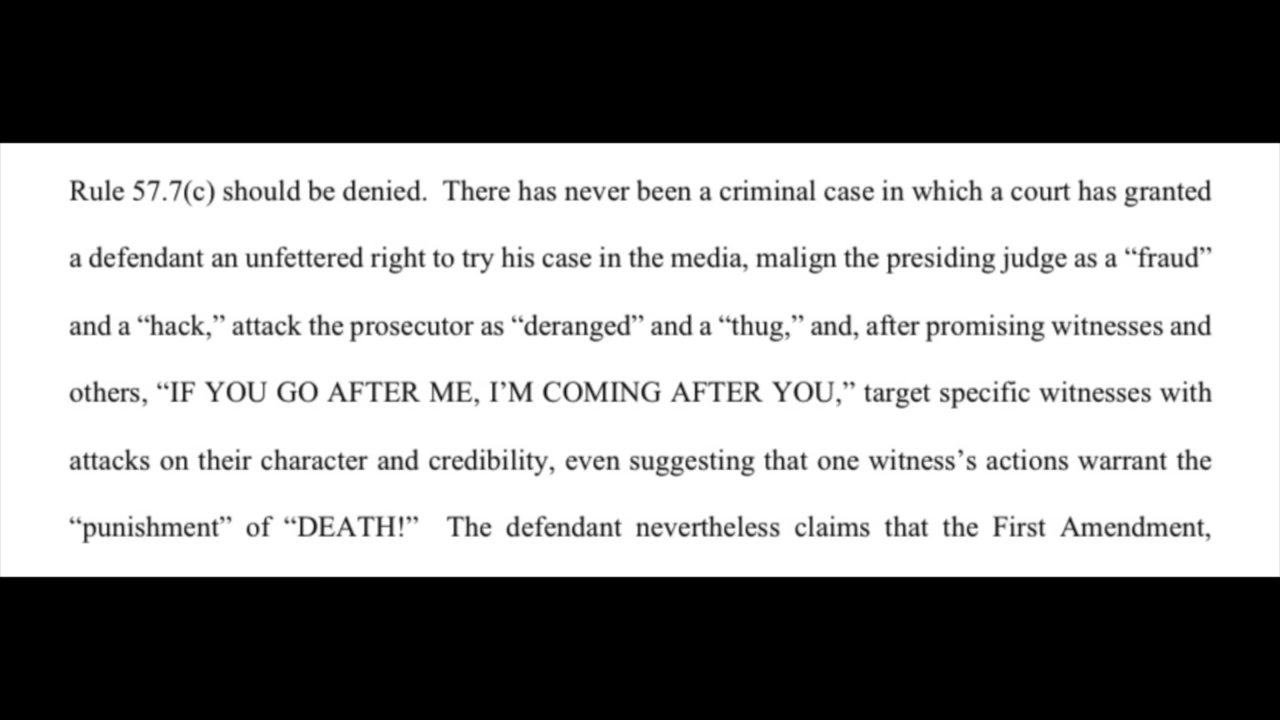 Rule 57.7(c) should be denied.  There has never been a criminal case in which a court has granted
a defendant an unfettered right to try his case in the media, malign the presiding judge as a “fraud”
and a “hack,” attack the prosecutor as “deranged” and a “thug,” and, after promising witnesses and
others, “IF YOU GO AFTER ME, I’M COMING AFTER YOU,” target specific witnesses with
attacks on their character and credibility, even suggesting that one witness’s actions warrant the
“punishment” of “DEATH!”  The defendant nevertheless claims that the First Amendment,